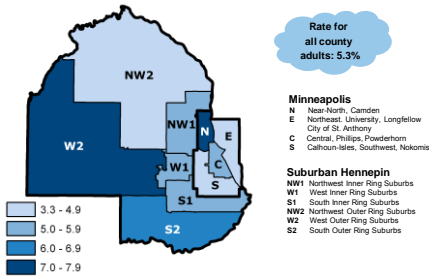 Rate for
all county
adults: 5.3%
NW2
NW1
N
E
W2
W1
C
S
S1
S2
3.3 - 4.9
5.0 - 5.9
6.0 - 6.9
7.0 - 7.9
Minneapolis
N Near-North, Camden
E Northeast. University, Longfellow
City of St. Anthony
C Central, Phillips, Powderhorn
S Calhoun-Isles, Southwest, Nokomis
Suburban Hennepin
NW1 Northwest Inner Ring Suburbs
W1 West Inner Ring Suburbs
S1 South Inner Ring Suburbs
NW2 Northwest Outer Ring Suburbs
W2 West Outer Ring Suburbs
S2 South Outer Ring Suburbs